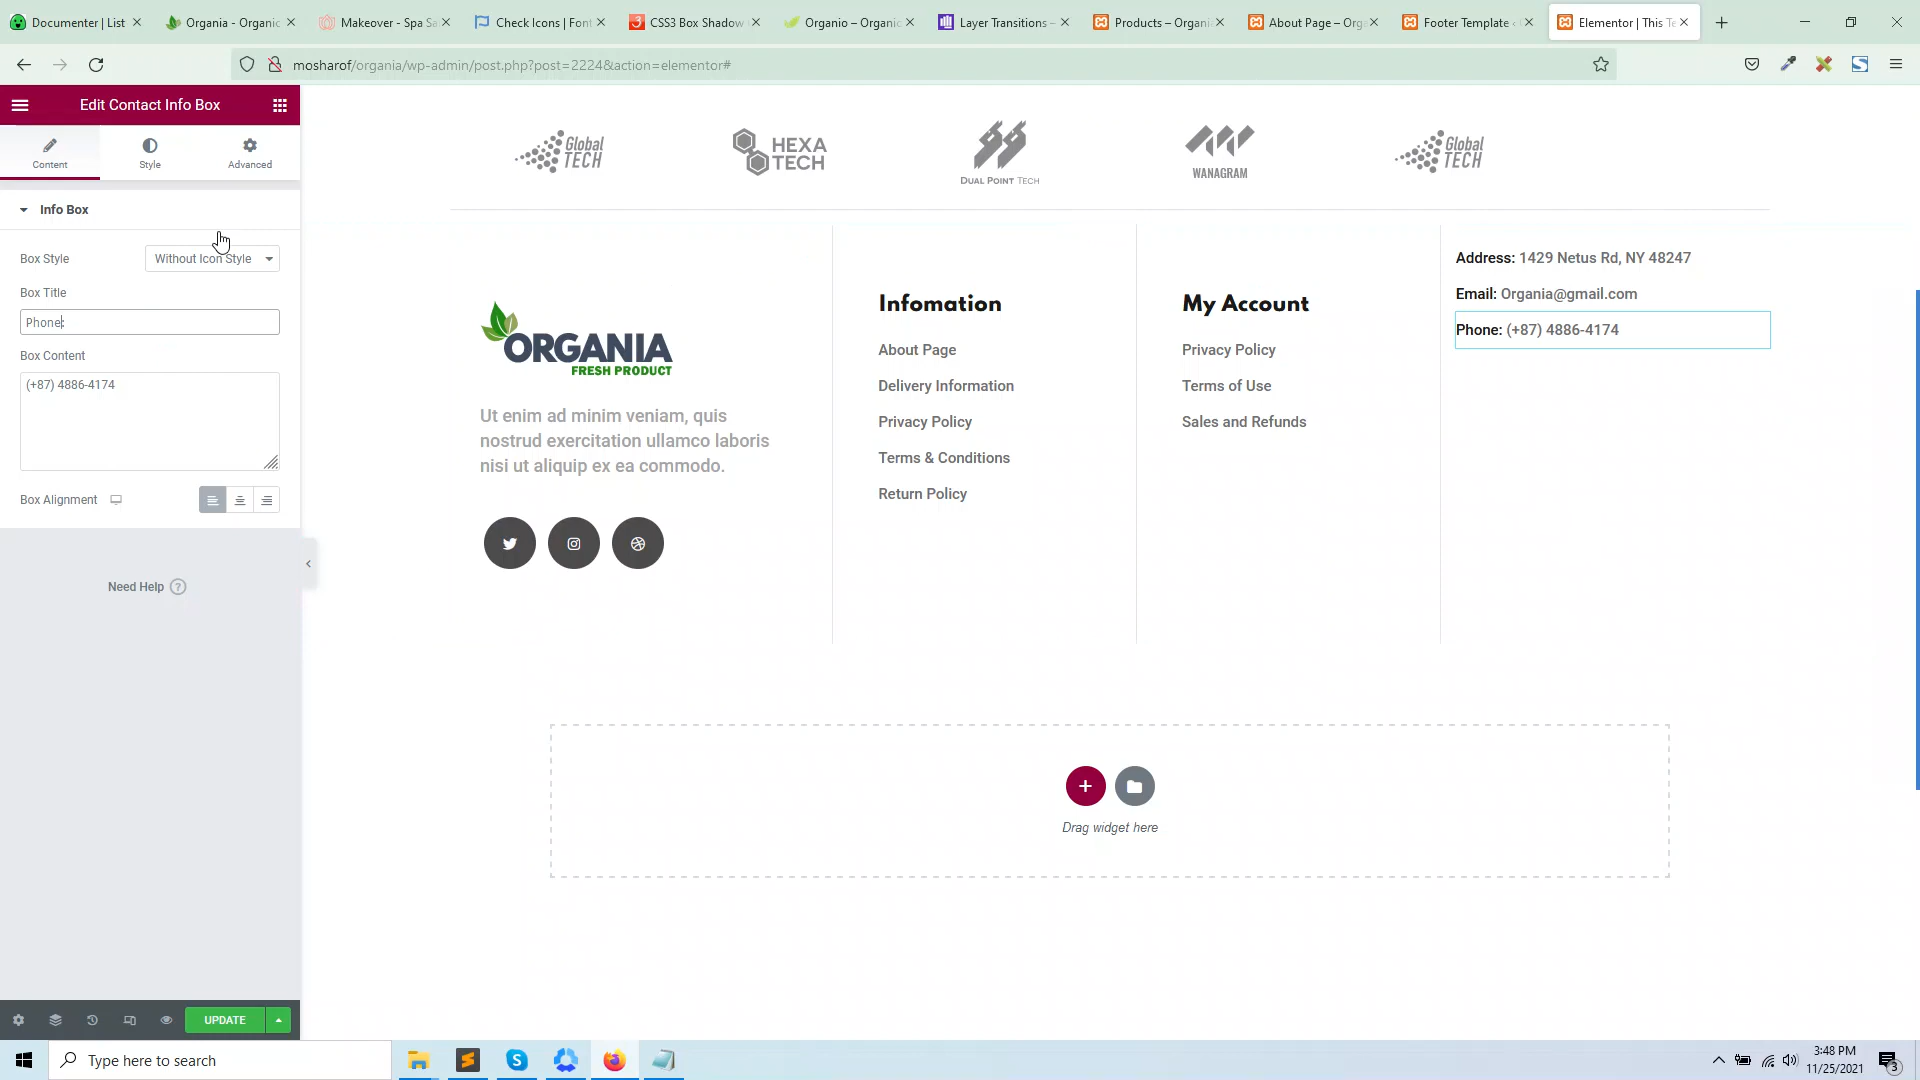 Documenter | List
Organia - Organic
Makeover - Spa Sa
Check Icons | Font
CSS3 Box Shadow
Organio – Organic
Layer Transitions –
Products – Organi
About Page – Orga
Footer Template ‹ O
Elementor | This Te
mosharof/organia/wp-admin/post.php?post=2224&action=elementor#
Edit Contact Info Box
Content
Style
Advanced
Info Box
Box Style
Without Icon Style
Box Title
Phone:
Box Content
(+87) 4886-4174
Box Alignment
Need Help ?
UPDATE
Global TECH
HEXA TECH
DUAL POINT TECH
WANAGRAM
Global TECH
ORGANIA
FRESH PRODUCT
Ut enim ad minim veniam, quis
nostrud exercitation ullamco laboris
nisi ut aliquip ex ea commodo.
Infomation
About Page
Delivery Information
Privacy Policy
Terms & Conditions
Return Policy
My Account
Privacy Policy
Terms of Use
Sales and Refunds
Address: 1429 Netus Rd, NY 48247
Email: Organia@gmail.com
Phone: (+87) 4886-4174
Drag widget here
Type here to search
3:48 PM
11/25/2021
3